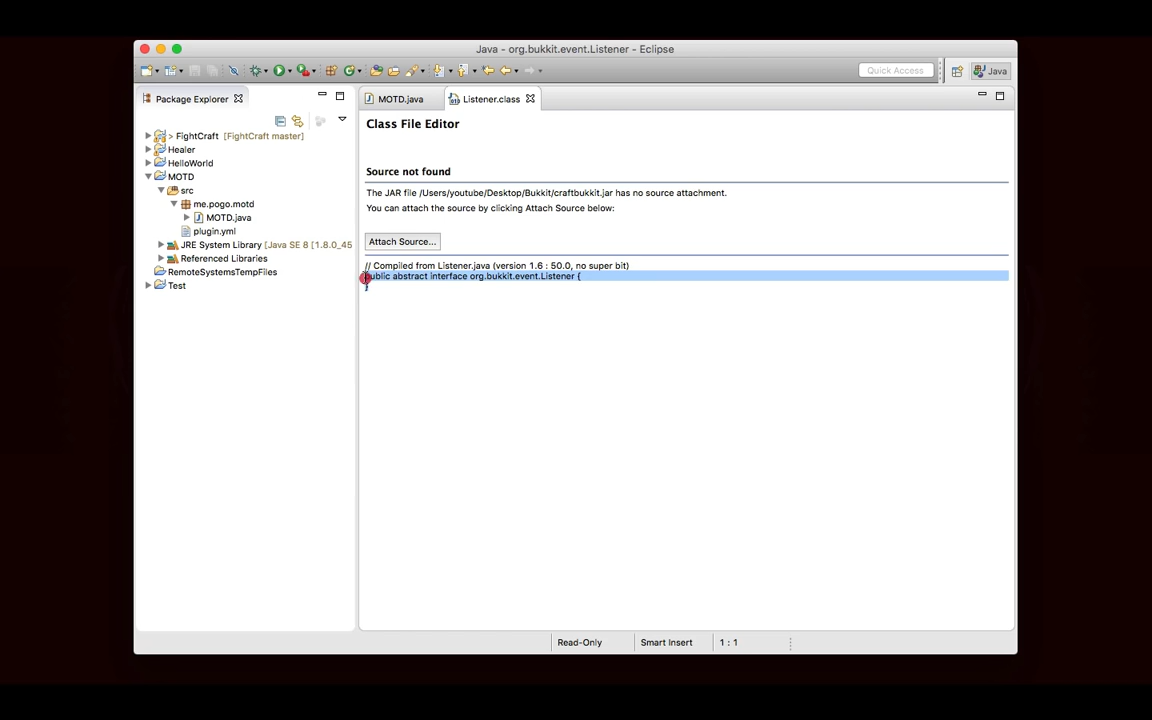 Java - org.bukkit.event.Listener - Eclipse
Quick Access
Java
Package Explorer
MOTD.java
Listener.class
> FightCraft [FightCraft master]
Healer
HelloWorld
MOTD
src
me.pogo.motd
MOTD.java
plugin.yml
JRE System Library [Java SE 8 [1.8.0_45
Referenced Libraries
RemoteSystemsTempFiles
Test
Class File Editor
Source not found
The JAR file /Users/youtube/Desktop/Bukkit/craftbukkit.jar has no source attachment.
You can attach the source by clicking Attach Source below:
Attach Source...
// Compiled from Listener.java (version 1.6 : 50.0, no super bit)
public abstract interface org.bukkit.event.Listener {
}
Read-Only
Smart Insert
1 : 1